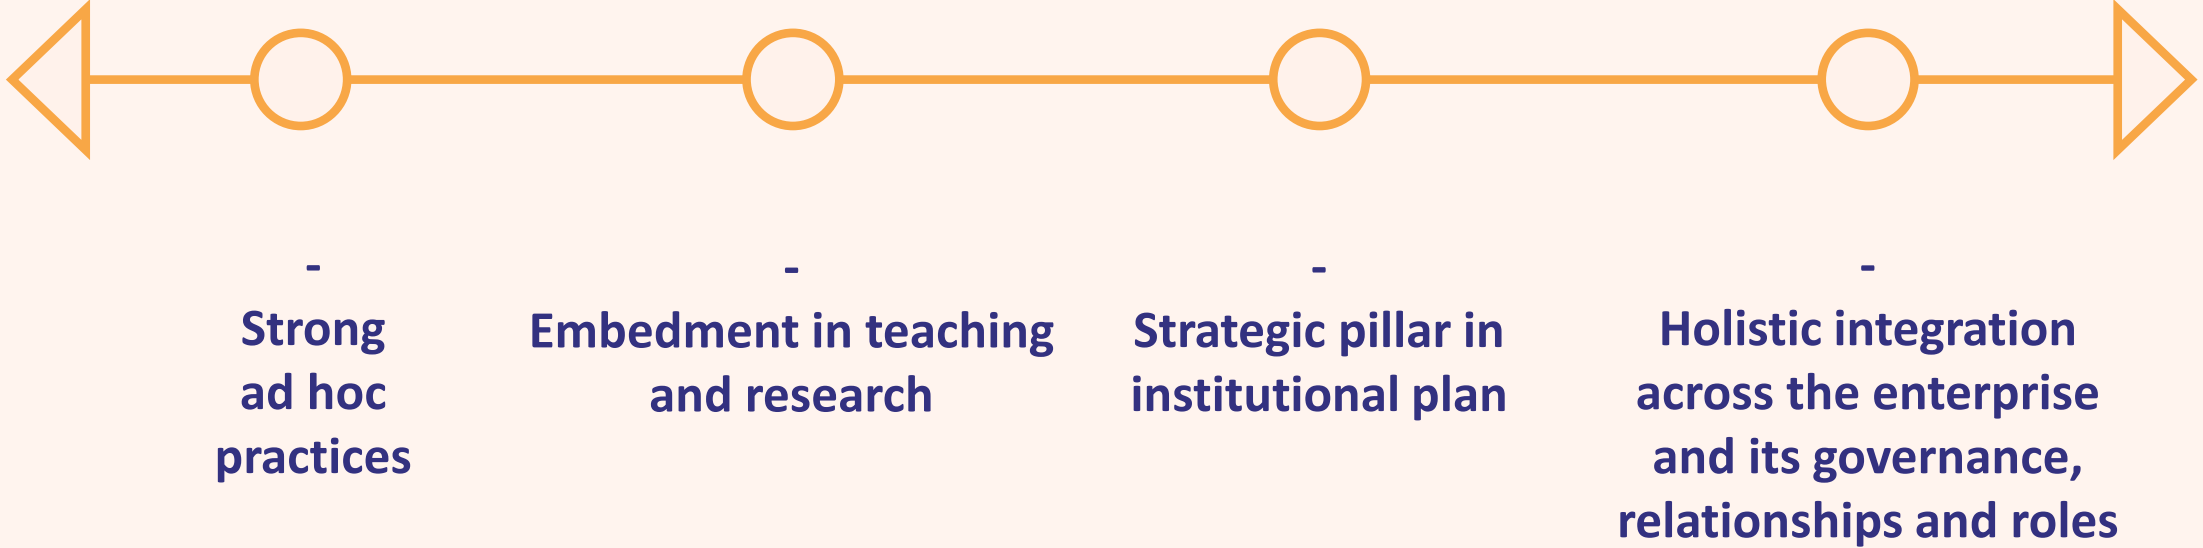 -
Strong
ad hoc
practices
-
Embedment in teaching
and research
-
Strategic pillar in
institutional plan
-
Holistic integration
across the enterprise
and its governance,
relationships and roles